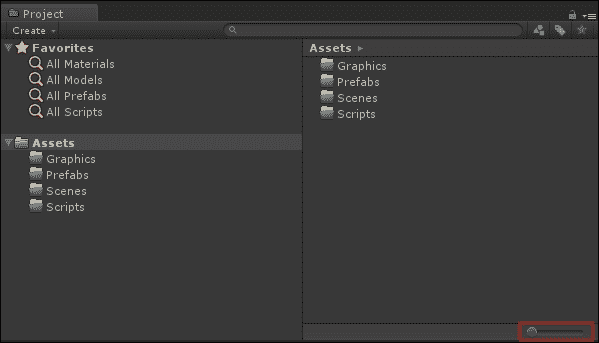 Project
Create
Favorites
All Materials
All Models
All Prefabs
All Scripts
Assets
Graphics
Prefabs
Scenes
Scripts
Assets
Graphics
Prefabs
Scenes
Scripts